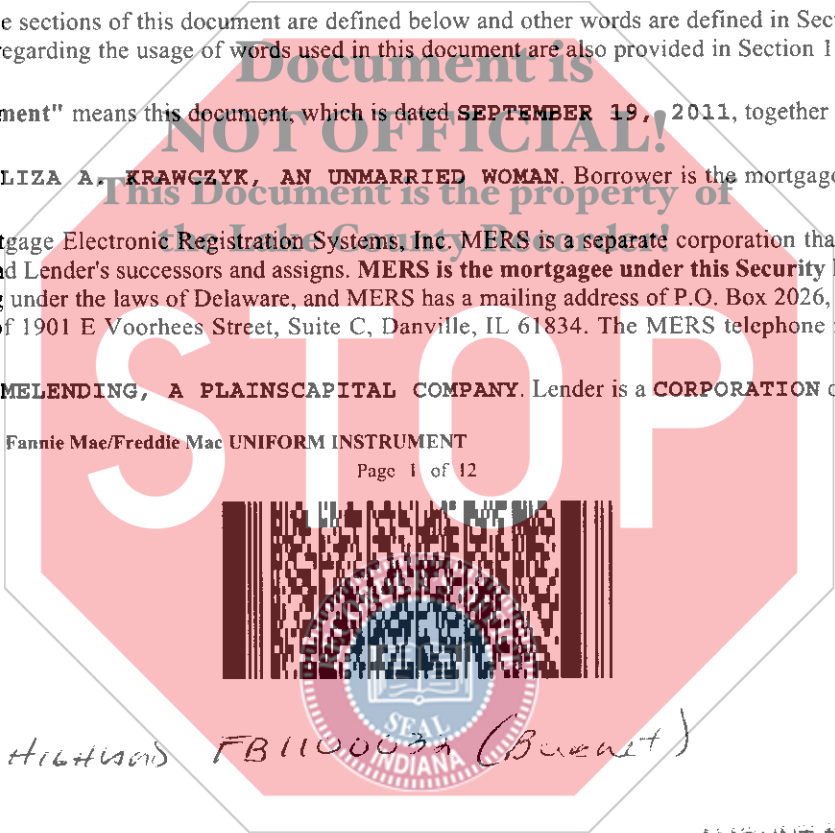 e sections of this document are defined below and other words are defined in Sec
egarding the usage of words used in this document are also provided in Section 1
Document is
ment" means this document, which is dated SEPTEMBER 19, 2011, together
NOT OFFICIAL!
LIZA A. KRAWCZYK, AN UNMARRIED WOMAN. Borrower is the mortgag
This Document is the property of
the Lake County Recorder!
tgage Electronic Registration Systems, Inc. MERS is a separate corporation tha
d Lender's successors and assigns. MERS is the mortgagee under this Security
g under the laws of Delaware, and MERS has a mailing address of P.O. Box 2026,
of 1901 E Voorhees Street, Suite C, Danville, IL 61834. The MERS telephone
STOP
MELENDING, A PLAINSCAPITAL COMPANY. Lender is a CORPORATION
Fannie Mae/Freddie Mac UNIFORM INSTRUMENT
Page 1 of 12
RECORDER'S OFFICE
SEAL
INDIANA